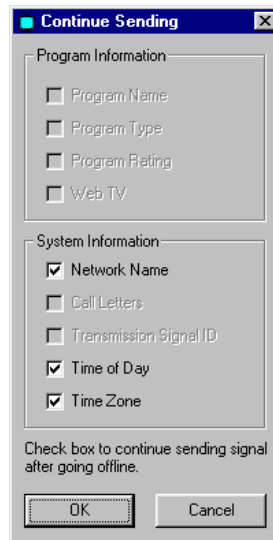 Continue Sending
Program Information
Program Name
Program Type
Program Rating
Web TV
System Information
Network Name
Call Letters
Transmission Signal ID
Time of Day
Time Zone
Check box to continue sending signal
after going offline.
OK Cancel